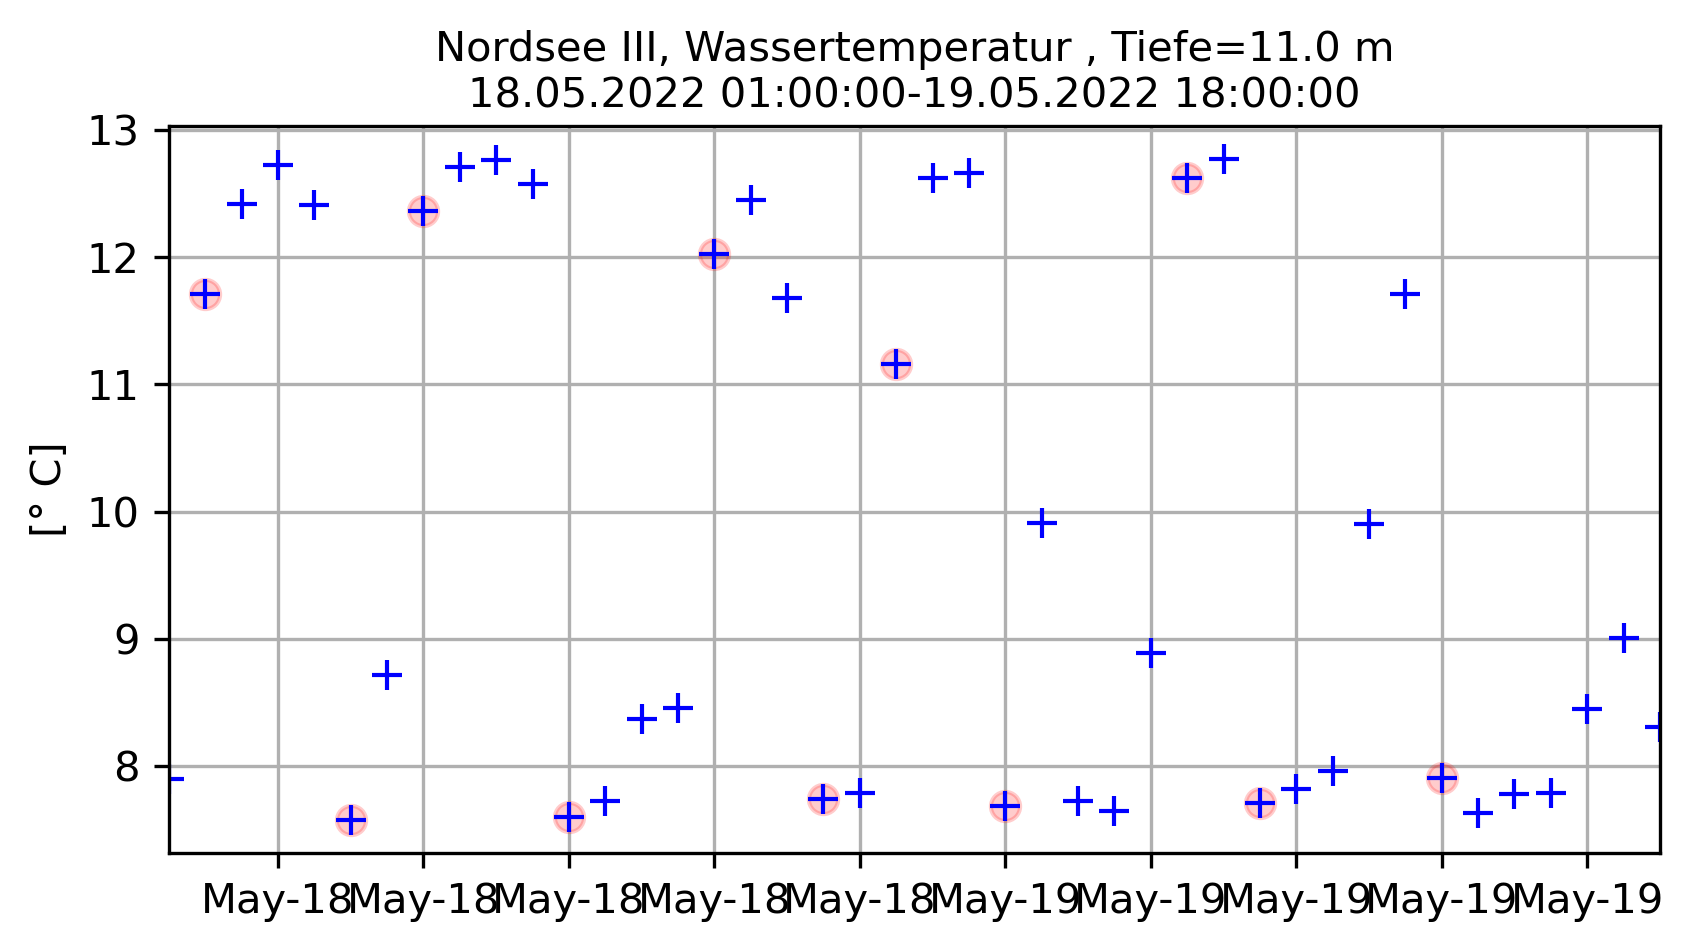 Nordsee III, Wassertemperatur , Tiefe=11.0 m
18.05.2022 01:00:00-19.05.2022 18:00:00
13
12
11
10
9
8
[° C]
May-18 May-18 May-18 May-18 May-18 May-19 May-19 May-19 May-19 May-19